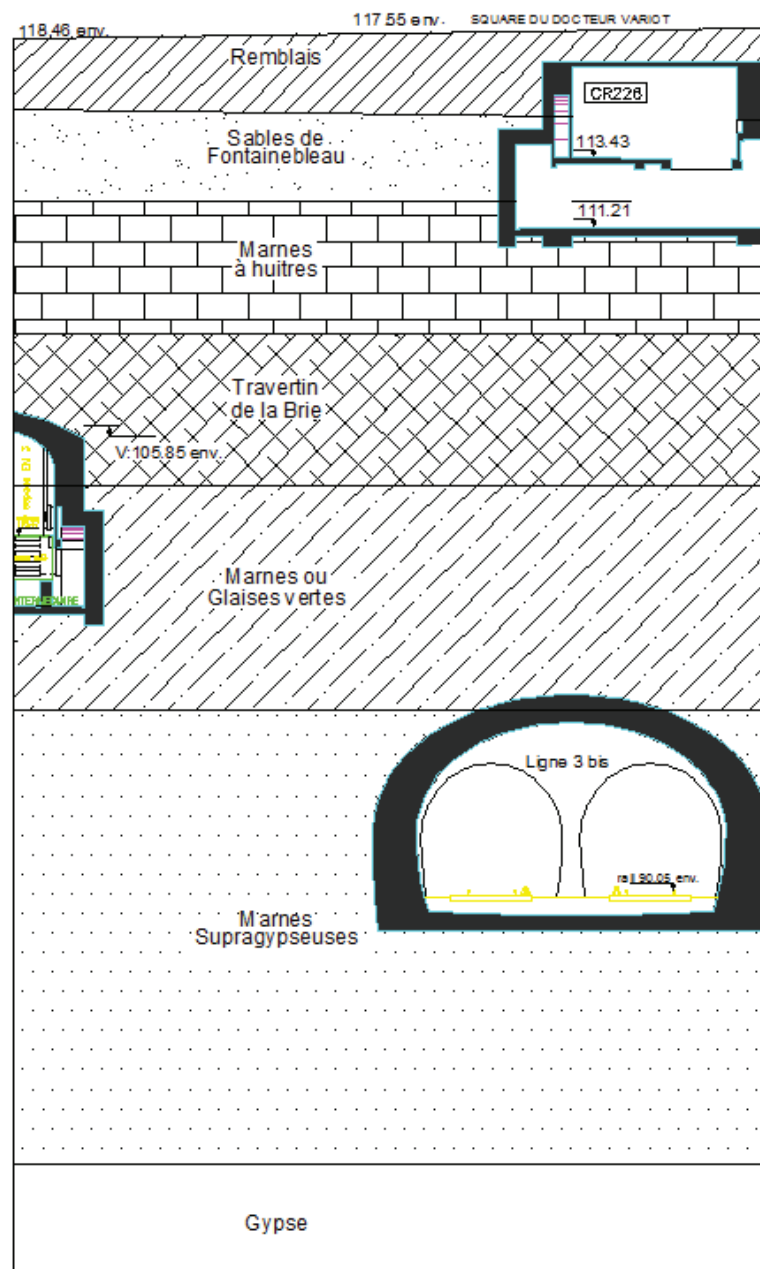 117.55 env. SQUARE DU DOCTEUR VARIOT
118.46 env.
Remblais
CR226
Sables de
Fontainebleau
113.43
111.21
Marnes
à huitres
Travertin
de la Brie
V:105.85 env.
Marnes ou
Glaises vertes
Ligne 3 bis
rail 90.05 env.
Marnes
Supragypseuses
Gypse